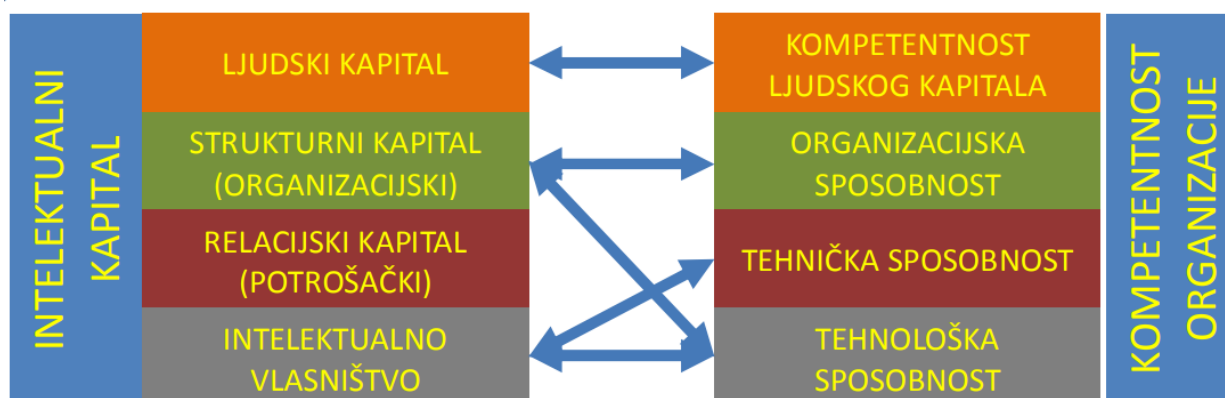 INTELEKTUALNI
KAPITAL
LJUDSKI KAPITAL
STRUKTURNI KAPITAL
(ORGANIZACIJSKI)
RELACIJSKI KAPITAL
(POTROŠAČKI)
INTELEKTUALNO
VLASNIŠTVO
KOMPETENTNOST
LJUDSKOG KAPITALA
ORGANIZACIJSKA
SPOSOBNOST
TEHNIČKA SPOSOBNOST
TEHNOLOŠKA
SPOSOBNOST
KOMPETENTNOST
ORGANIZACIJE